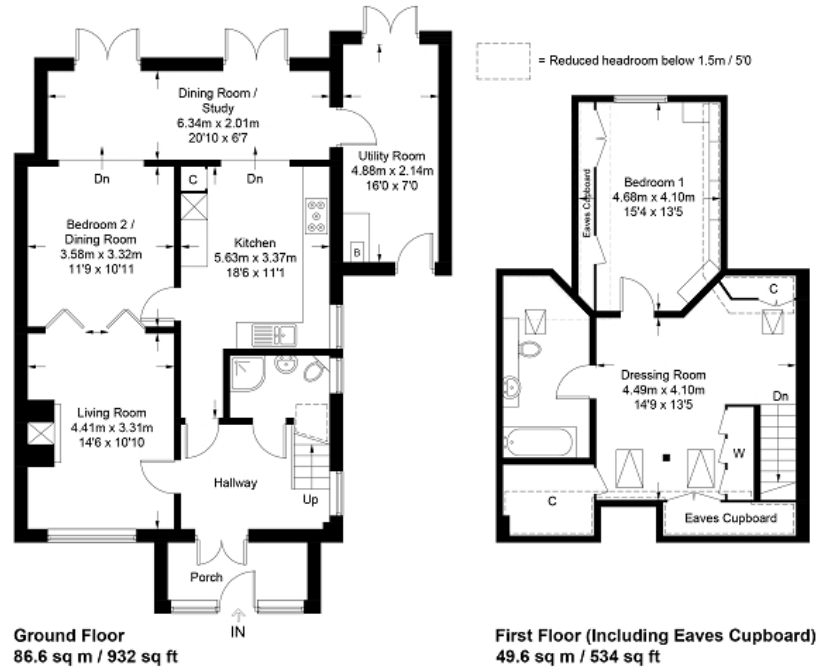 = Reduced headroom below 1.5m / 5'0
Dining Room /
Study
6.34m x 2.01m
20'10 x 6'7
Utility Room
4.88m x 2.14m
16'0 x 7'0
Dn
C
Dn
Bedroom 2 /
Dining Room
3.58m x 3.32m
11'9 x 10'11
Kitchen
5.63m x 3.37m
18'6 x 11'1
B
Living Room
4.41m x 3.31m
14'6 x 10'10
Hallway
Up
Porch
IN
Ground Floor
86.6 sq m / 932 sq ft
Eaves Cupboard
Bedroom 1
4.68m x 4.10m
15'4 x 13'5
C
Dressing Room
4.49m x 4.10m
14'9 x 13'5
Dn
W
C
Eaves Cupboard
First Floor (Including Eaves Cupboard)
49.6 sq m / 534 sq ft